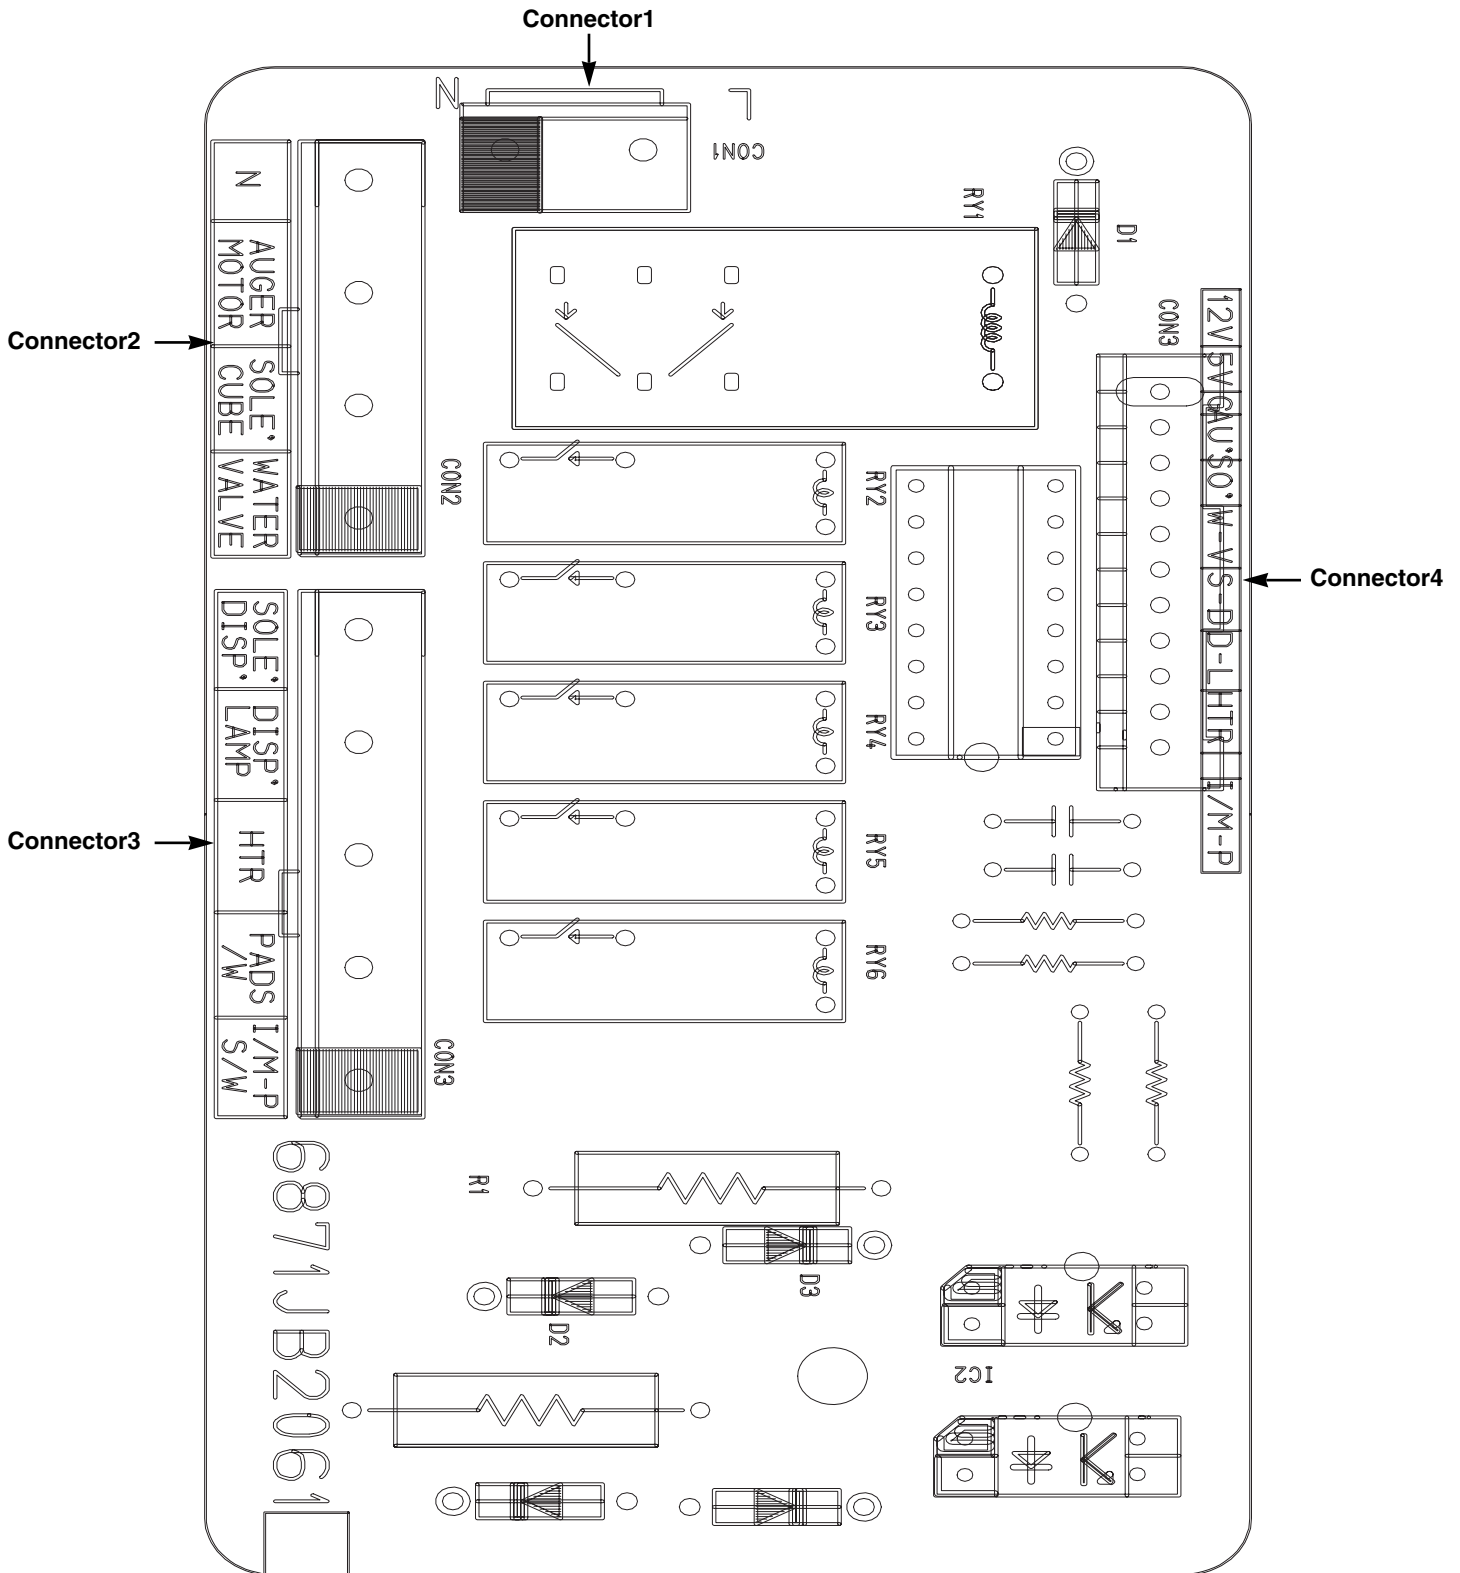 Connector1
N
L
CON1
N
AUGER
MOTOR
SOLE'
CUBE
WATER
VALVE
CON2
Connector2
RY1
D1
CON3
12V
5V
G
AU'
SO'
W-V
S-D
D-L
HTR
I/M-P
Connector4
RY2
RY3
RY4
RY5
RY6
SOLE'
DISP'
DISP'
LAMP
HTR
PADS
/W
I/M-P
S/W
CON3
Connector3
6871JB2061
R1
D3
D2
IC2
K
K